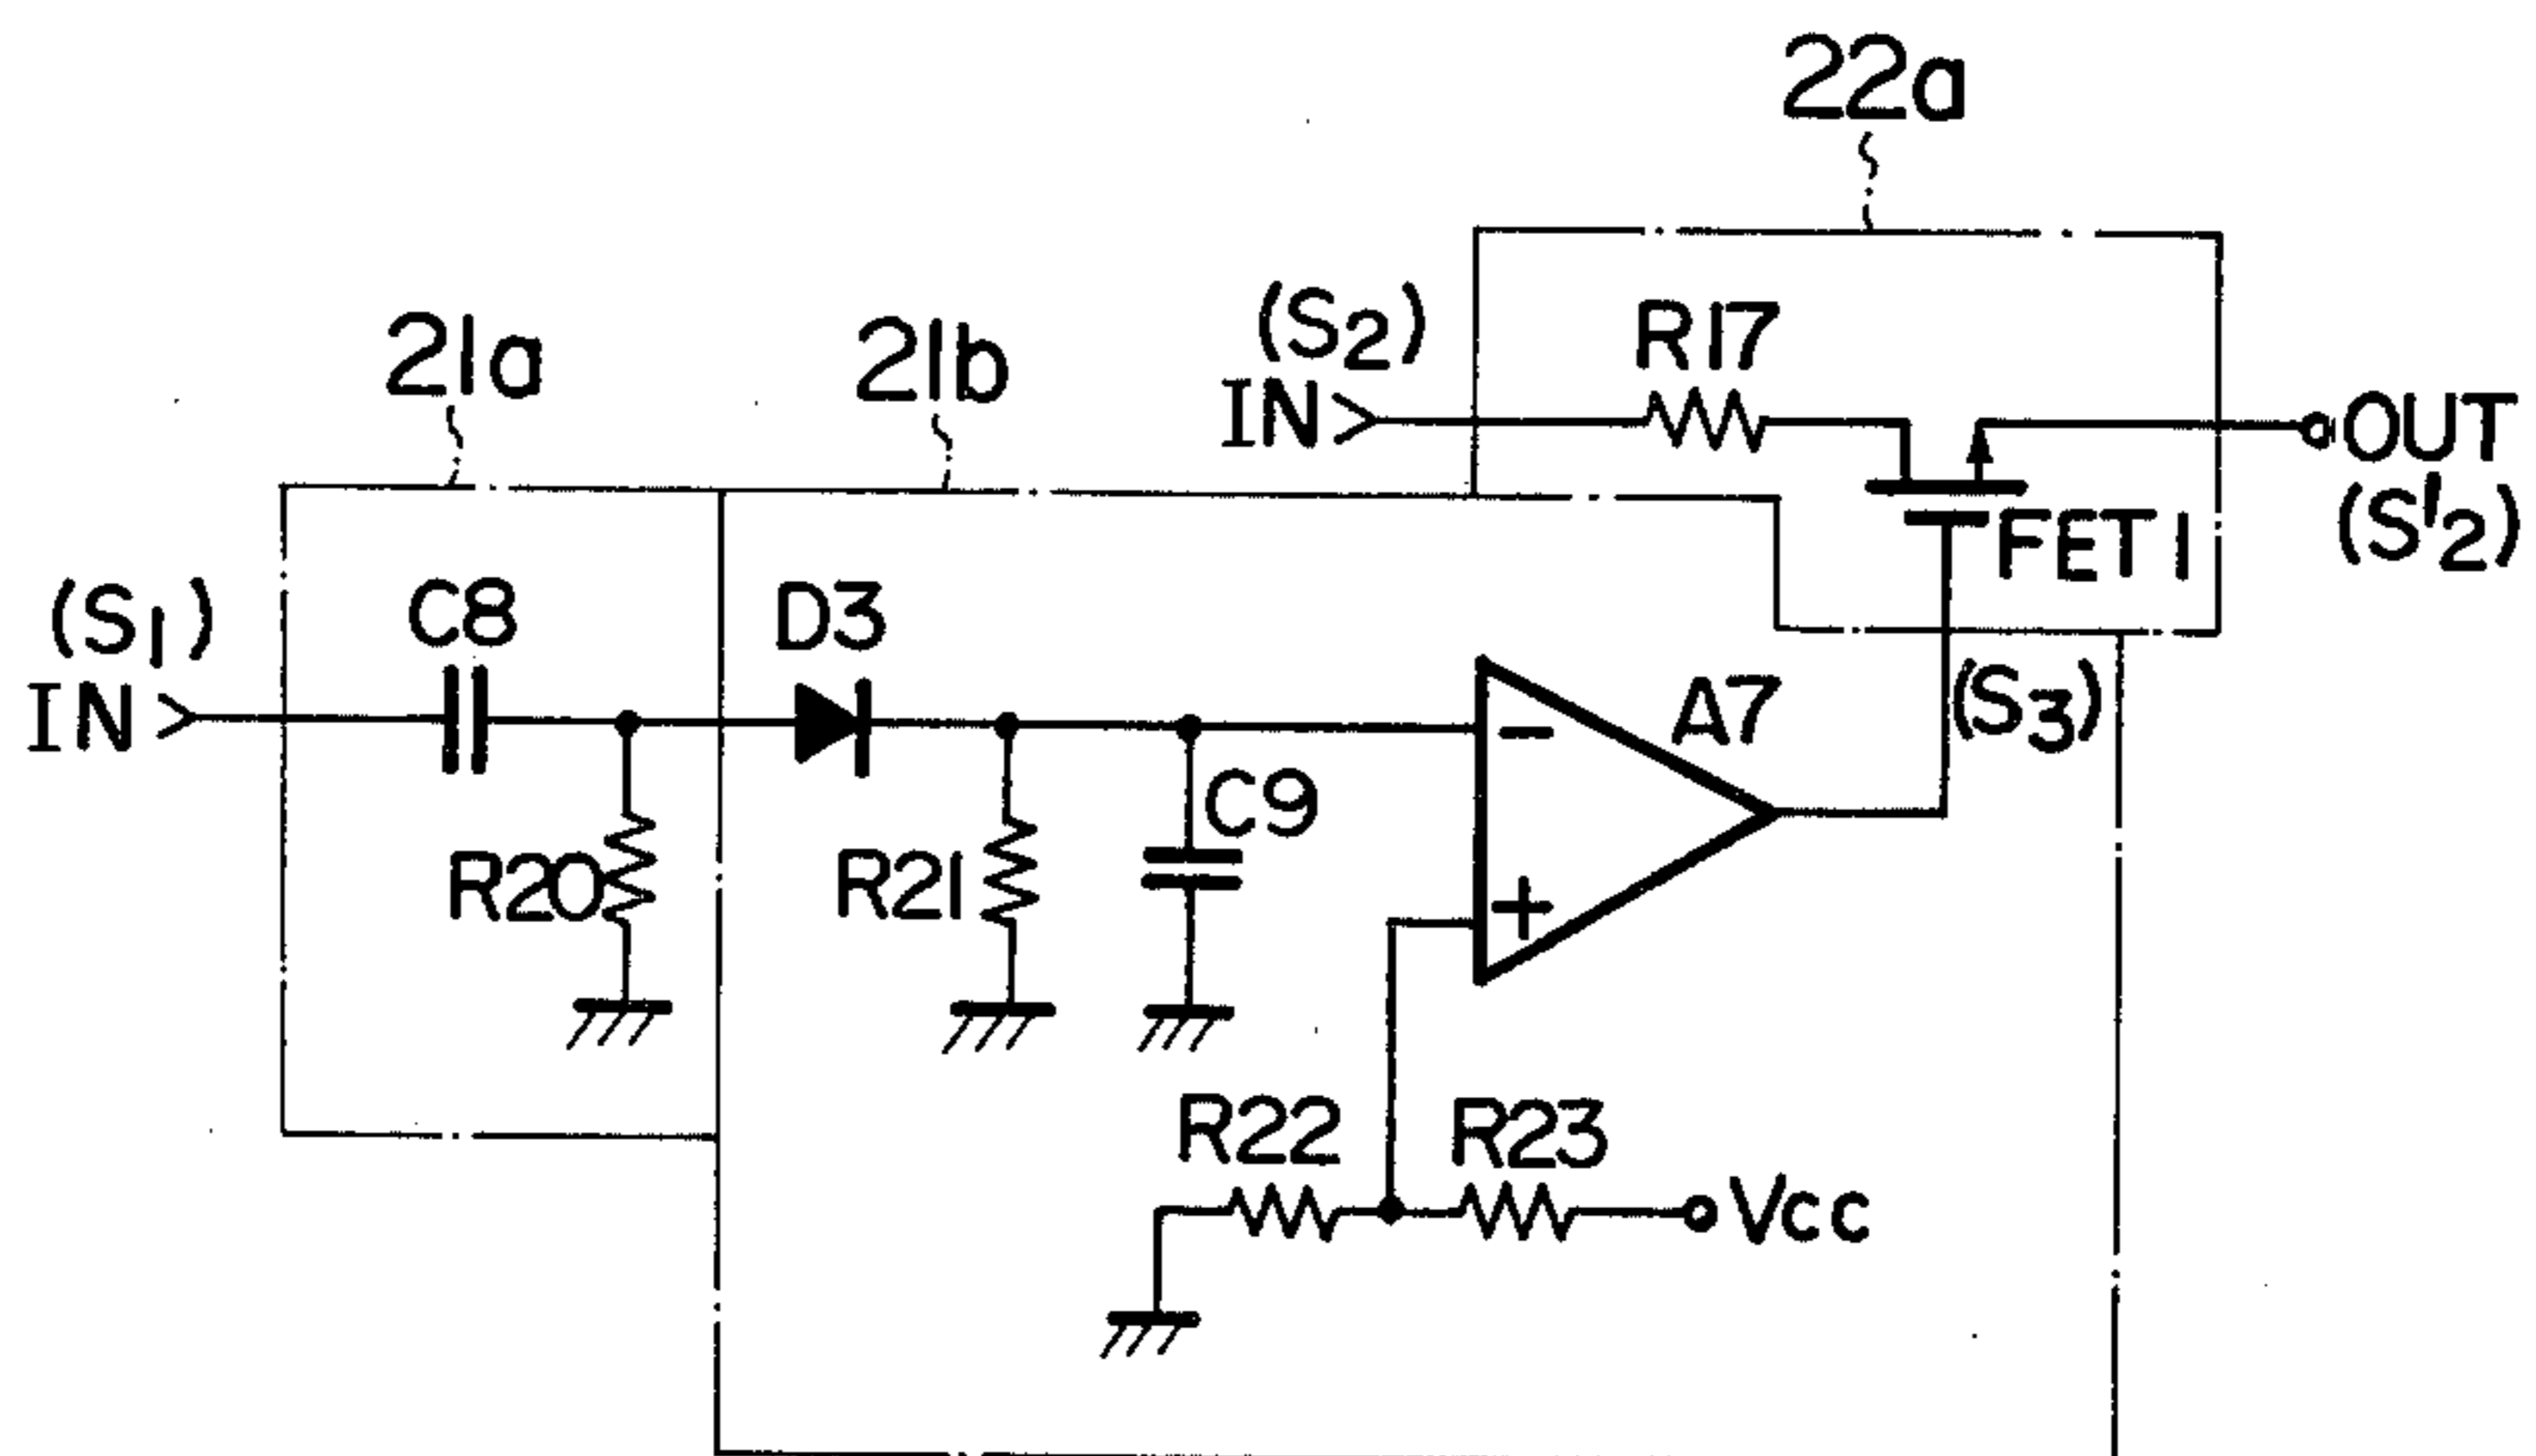 22a
21a
21b
(S2)
IN
R17
OUT
(S'2)
FET1
(S1)
IN
C8
D3
A7
(S3)
C9
R20
R21
-
+
R22
R23
Vcc